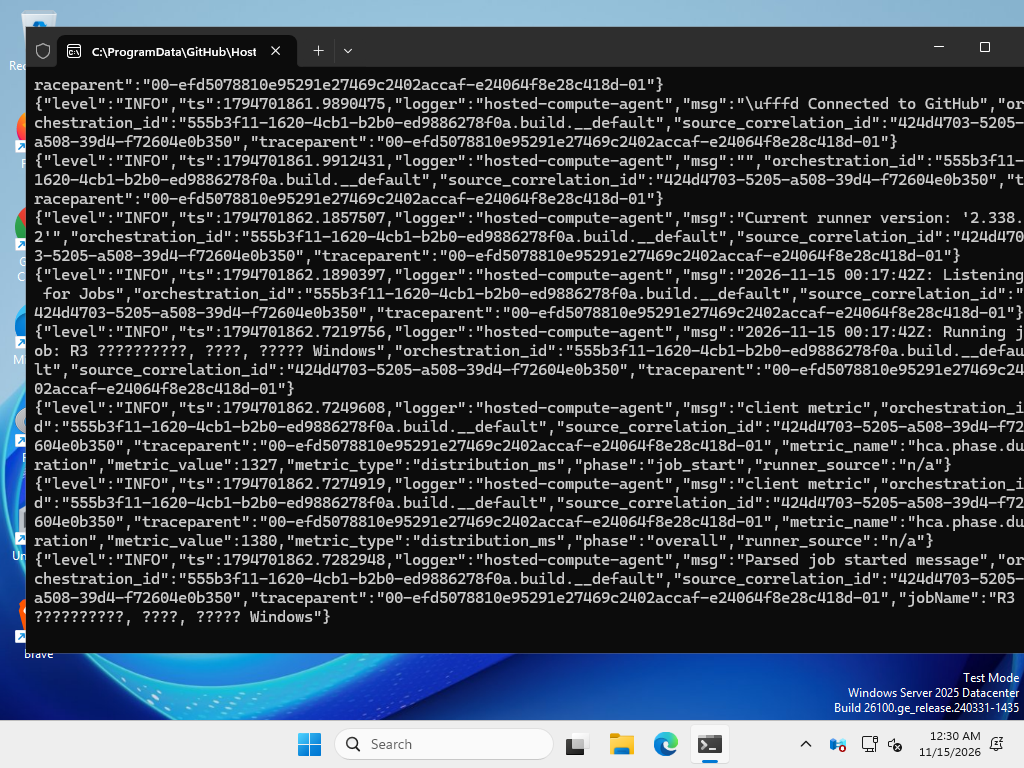 C:\ProgramData\GitHub\Host
raceparent":"00-efd5078810e95291e27469c2402accaf-e24064f8e28c418d-01"}
{"level":"INFO","ts":1794701861.9890475,"logger":"hosted-compute-agent","msg":"\ufffd Connected to GitHub","or
chestration_id":"555b3f11-1620-4cb1-b2b0-ed9886278f0a.build.__default","source_correlation_id":"424d4703-5205-
a508-39d4-f72604e0b350","traceparent":"00-efd5078810e95291e27469c2402accaf-e24064f8e28c418d-01"}
{"level":"INFO","ts":1794701861.9912431,"logger":"hosted-compute-agent","msg":"","orchestration_id":"555b3f11-
1620-4cb1-b2b0-ed9886278f0a.build.__default","source_correlation_id":"424d4703-5205-a508-39d4-f72604e0b350","t
raceparent":"00-efd5078810e95291e27469c2402accaf-e24064f8e28c418d-01"}
{"level":"INFO","ts":1794701862.1857507,"logger":"hosted-compute-agent","msg":"Current runner version: '2.338.
2'","orchestration_id":"555b3f11-1620-4cb1-b2b0-ed9886278f0a.build.__default","source_correlation_id":"424d470
3-5205-a508-39d4-f72604e0b350","traceparent":"00-efd5078810e95291e27469c2402accaf-e24064f8e28c418d-01"}
{"level":"INFO","ts":1794701862.1890397,"logger":"hosted-compute-agent","msg":"2026-11-15 00:17:42Z: Listening
for Jobs","orchestration_id":"555b3f11-1620-4cb1-b2b0-ed9886278f0a.build.__default","source_correlation_id":"
424d4703-5205-a508-39d4-f72604e0b350","traceparent":"00-efd5078810e95291e27469c2402accaf-e24064f8e28c418d-01"}
{"level":"INFO","ts":1794701862.7219756,"logger":"hosted-compute-agent","msg":"2026-11-15 00:17:42Z: Running j
ob: R3 ??????????, ????, ????? Windows","orchestration_id":"555b3f11-1620-4cb1-b2b0-ed9886278f0a.build.__defau
lt","source_correlation_id":"424d4703-5205-a508-39d4-f72604e0b350","traceparent":"00-efd5078810e95291e27469c24
02accaf-e24064f8e28c418d-01"}
{"level":"INFO","ts":1794701862.7249608,"logger":"hosted-compute-agent","msg":"client metric","orchestration_i
d":"555b3f11-1620-4cb1-b2b0-ed9886278f0a.build.__default","source_correlation_id":"424d4703-5205-a508-39d4-f72
604e0b350","traceparent":"00-efd5078810e95291e27469c2402accaf-e24064f8e28c418d-01","metric_name":"hca.phase.du
ration","metric_value":1327,"metric_type":"distribution_ms","phase":"job_start","runner_source":"n/a"}
{"level":"INFO","ts":1794701862.7274919,"logger":"hosted-compute-agent","msg":"client metric","orchestration_i
d":"555b3f11-1620-4cb1-b2b0-ed9886278f0a.build.__default","source_correlation_id":"424d4703-5205-a508-39d4-f72
604e0b350","traceparent":"00-efd5078810e95291e27469c2402accaf-e24064f8e28c418d-01","metric_name":"hca.phase.du
ration","metric_value":1380,"metric_type":"distribution_ms","phase":"overall","runner_source":"n/a"}
{"level":"INFO","ts":1794701862.7282948,"logger":"hosted-compute-agent","msg":"Parsed job started message","or
chestration_id":"555b3f11-1620-4cb1-b2b0-ed9886278f0a.build.__default","source_correlation_id":"424d4703-5205-
a508-39d4-f72604e0b350","traceparent":"00-efd5078810e95291e27469c2402accaf-e24064f8e28c418d-01","jobName":"R3
??????????, ????, ????? Windows"}
Brave
Test Mode
Windows Server 2025 Datacenter
Build 26100.ge_release.240331-1435
Search
12:30 AM
11/15/2026